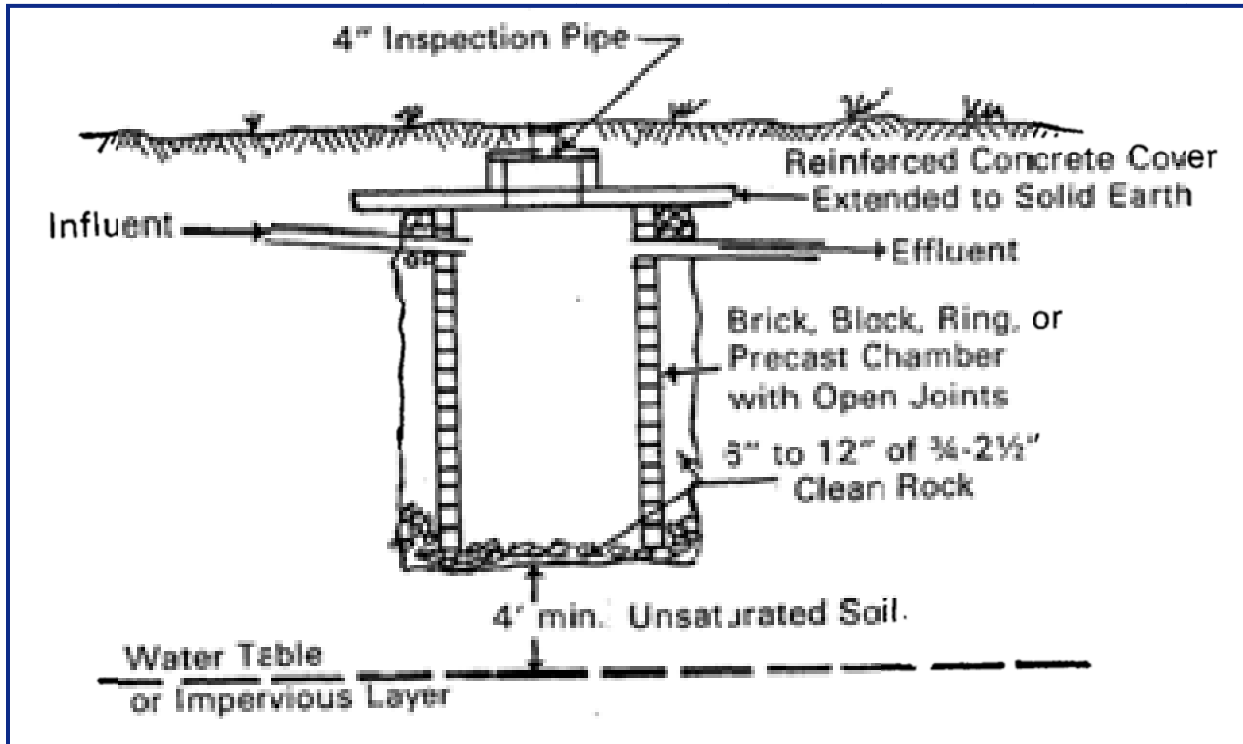 4" Inspection Pipe
Reinforced Concrete Cover
Extended to Solid Earth
Influent
Effluent
Brick, Block, Ring, or
Precast Chamber
with Open Joints
6" to 12" of ¾-2½"
Clean Rock
4' min. Unsaturated Soil.
Water Table
or Impervious Layer